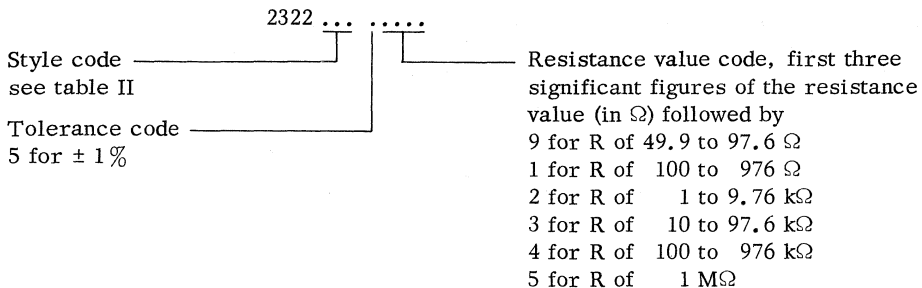 2322 ... . .....
Style code
see table II
Tolerance code
5 for ± 1 %
Resistance value code, first three
significant figures of the resistance
value (in Ω) followed by
9 for R of 49.9 to 97.6 Ω
1 for R of 100 to 976 Ω
2 for R of 1 to 9.76 kΩ
3 for R of 10 to 97.6 kΩ
4 for R of 100 to 976 kΩ
5 for R of 1 MΩ